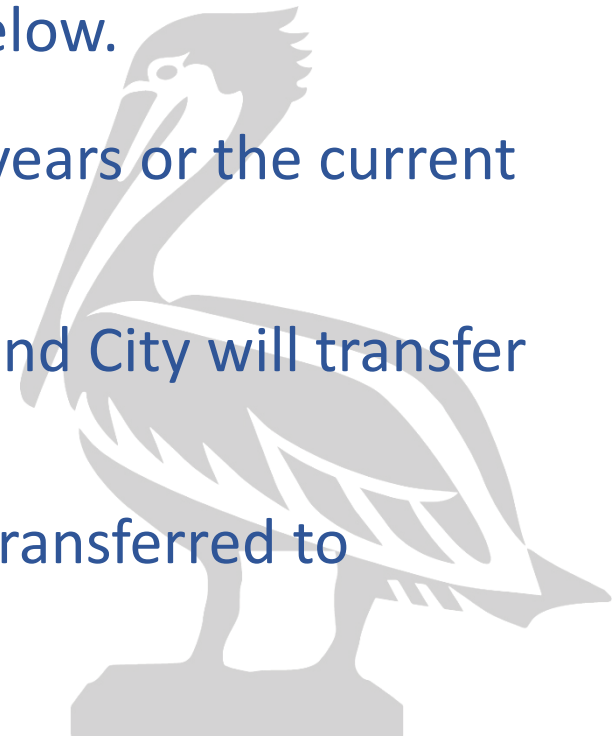 elow.
years or the current
nd City will transfer
ransferred to